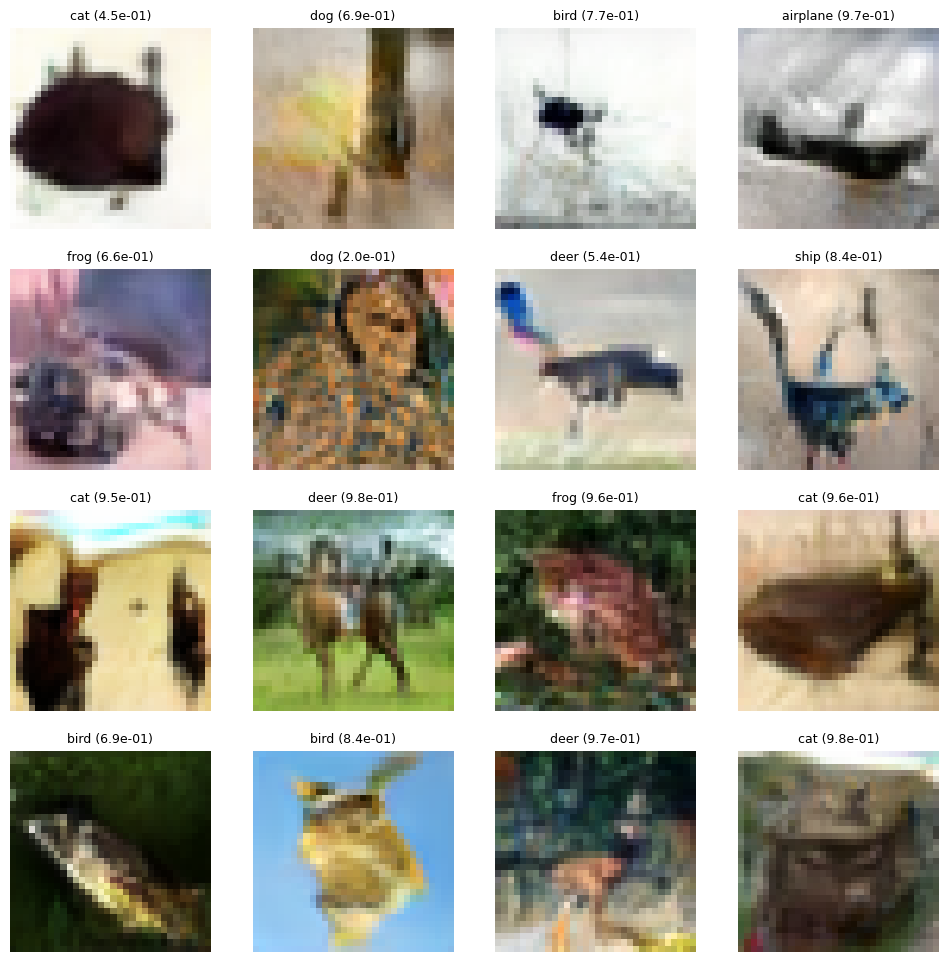 cat (4.5e-01) dog (6.9e-01) bird (7.7e-01) airplane (9.7e-01)
frog (6.6e-01) dog (2.0e-01) deer (5.4e-01) ship (8.4e-01)
cat (9.5e-01) deer (9.8e-01) frog (9.6e-01) cat (9.6e-01)
bird (6.9e-01) bird (8.4e-01) deer (9.7e-01) cat (9.8e-01)